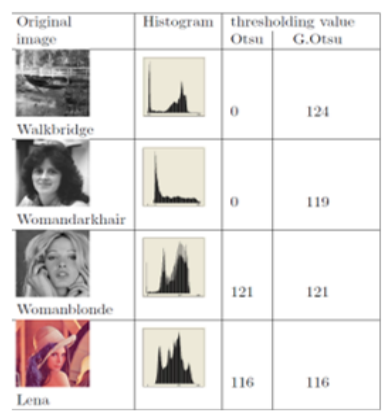 Original image
Histogram
thresholding value
Otsu
G.Otsu
Walkbridge
0
124
Womandarkhair
0
119
Womanblonde
121
121
Lena
116
116